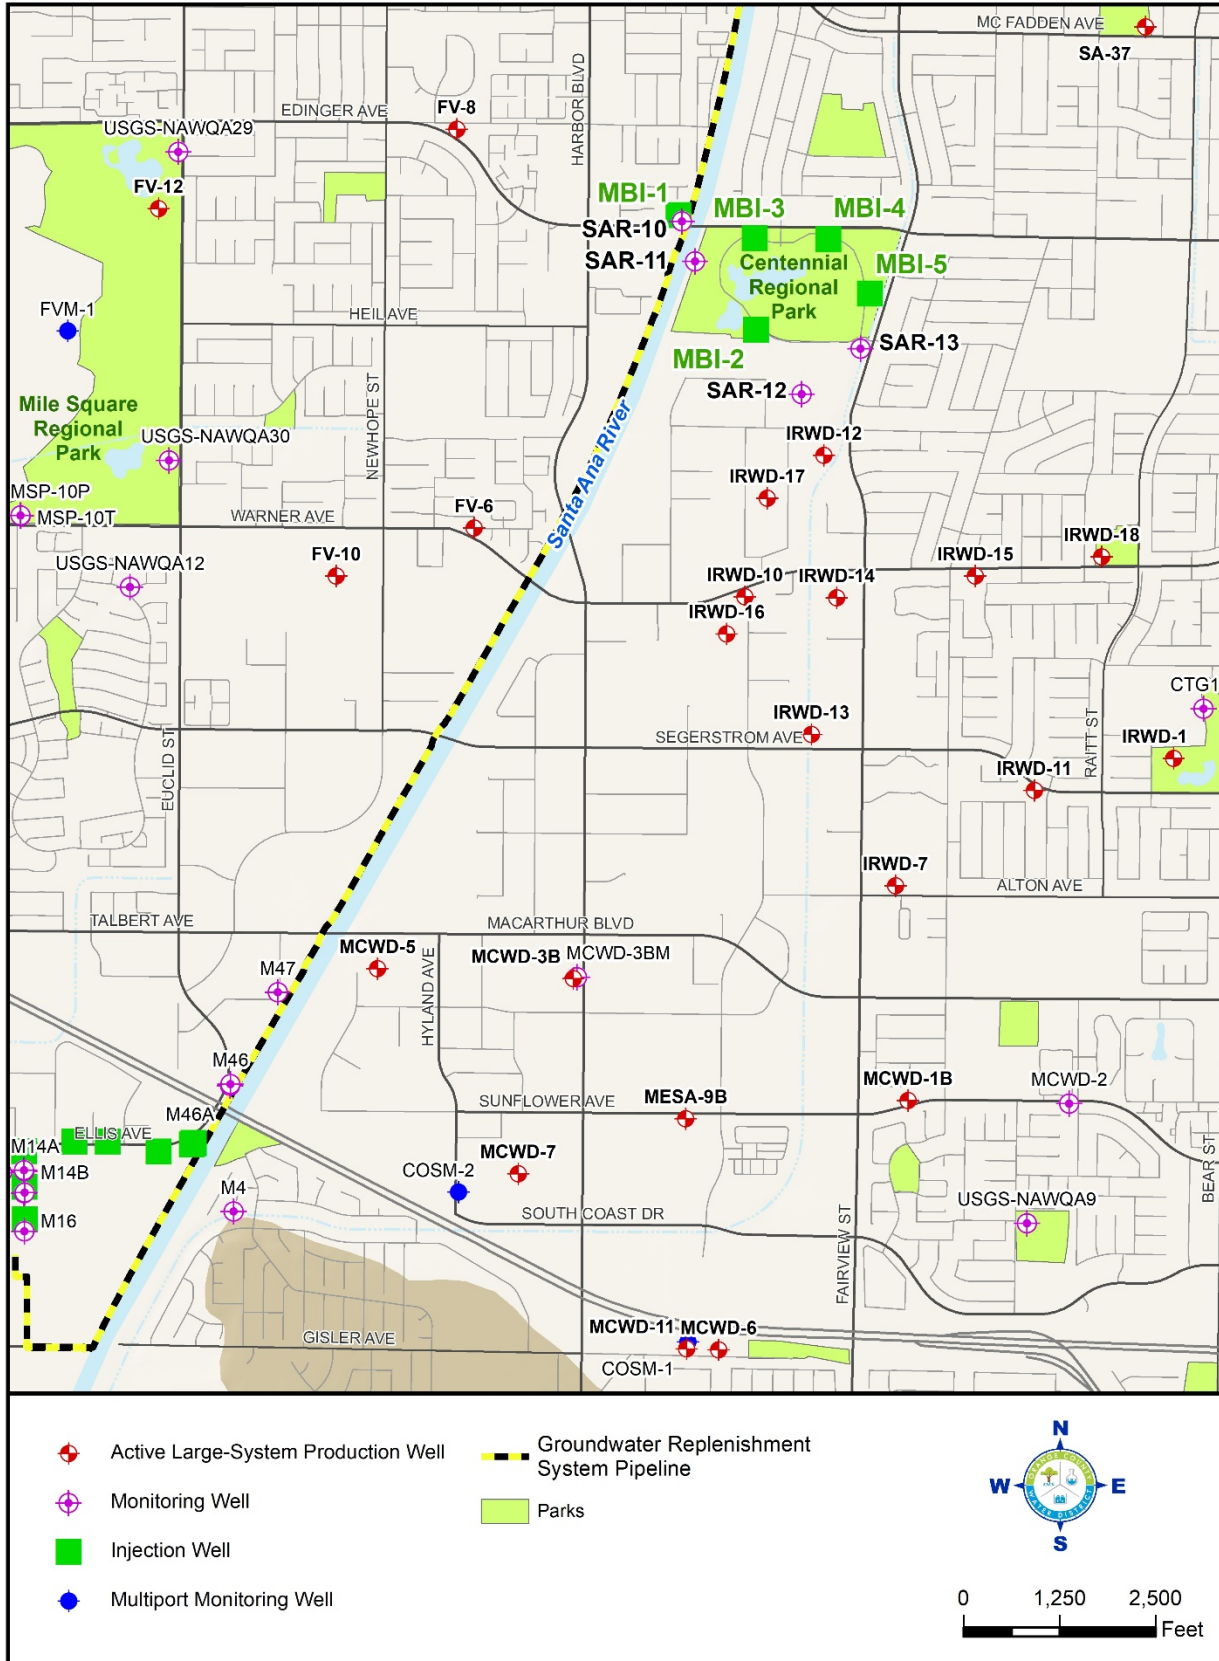 MC FADDEN AVE
SA-37
EDINGER AVE
FV-8
HARBOR BLVD
USGS-NAWQA29
FV-12
MBI-1
MBI-3
MBI-4
SAR-10
SAR-11
Centennial
Regional
Park
MBI-5
FVM-1
HEIL AVE
MBI-2
SAR-13
SAR-12
Mile Square
Regional
Park
NEWHOPE ST
USGS-NAWQA30
Santa Ana River
IRWD-12
IRWD-17
MSP-10P
MSP-10T
WARNER AVE
FV-6
FV-10
USGS-NAWQA12
IRWD-18
IRWD-15
IRWD-10
IRWD-14
IRWD-16
CTG1
IRWD-13
SEGERSTROM AVE
IRWD-1
IRWD-11
RAITT ST
EUCLID ST
IRWD-7
ALTON AVE
TALBERT AVE
MACARTHUR BLVD
MCWD-5
HYLAND AVE
MCWD-3B
MCWD-3BM
M47
M46
M46A
SUNFLOWER AVE
MESA-9B
MCWD-1B
MCWD-2
ELLIS AVE
M14A
M14B
M16
M4
COSM-2
MCWD-7
SOUTH COAST DR
FAIRVIEW ST
USGS-NAWQA9
BEAR ST
GISLER AVE
MCWD-11
MCWD-6
COSM-1
Active Large-System Production Well
Monitoring Well
Injection Well
Multiport Monitoring Well
Groundwater Replenishment
System Pipeline
Parks
N
W
E
S
ORANGE COUNTY
WATER DISTRICT
0 1,250 2,500
Feet